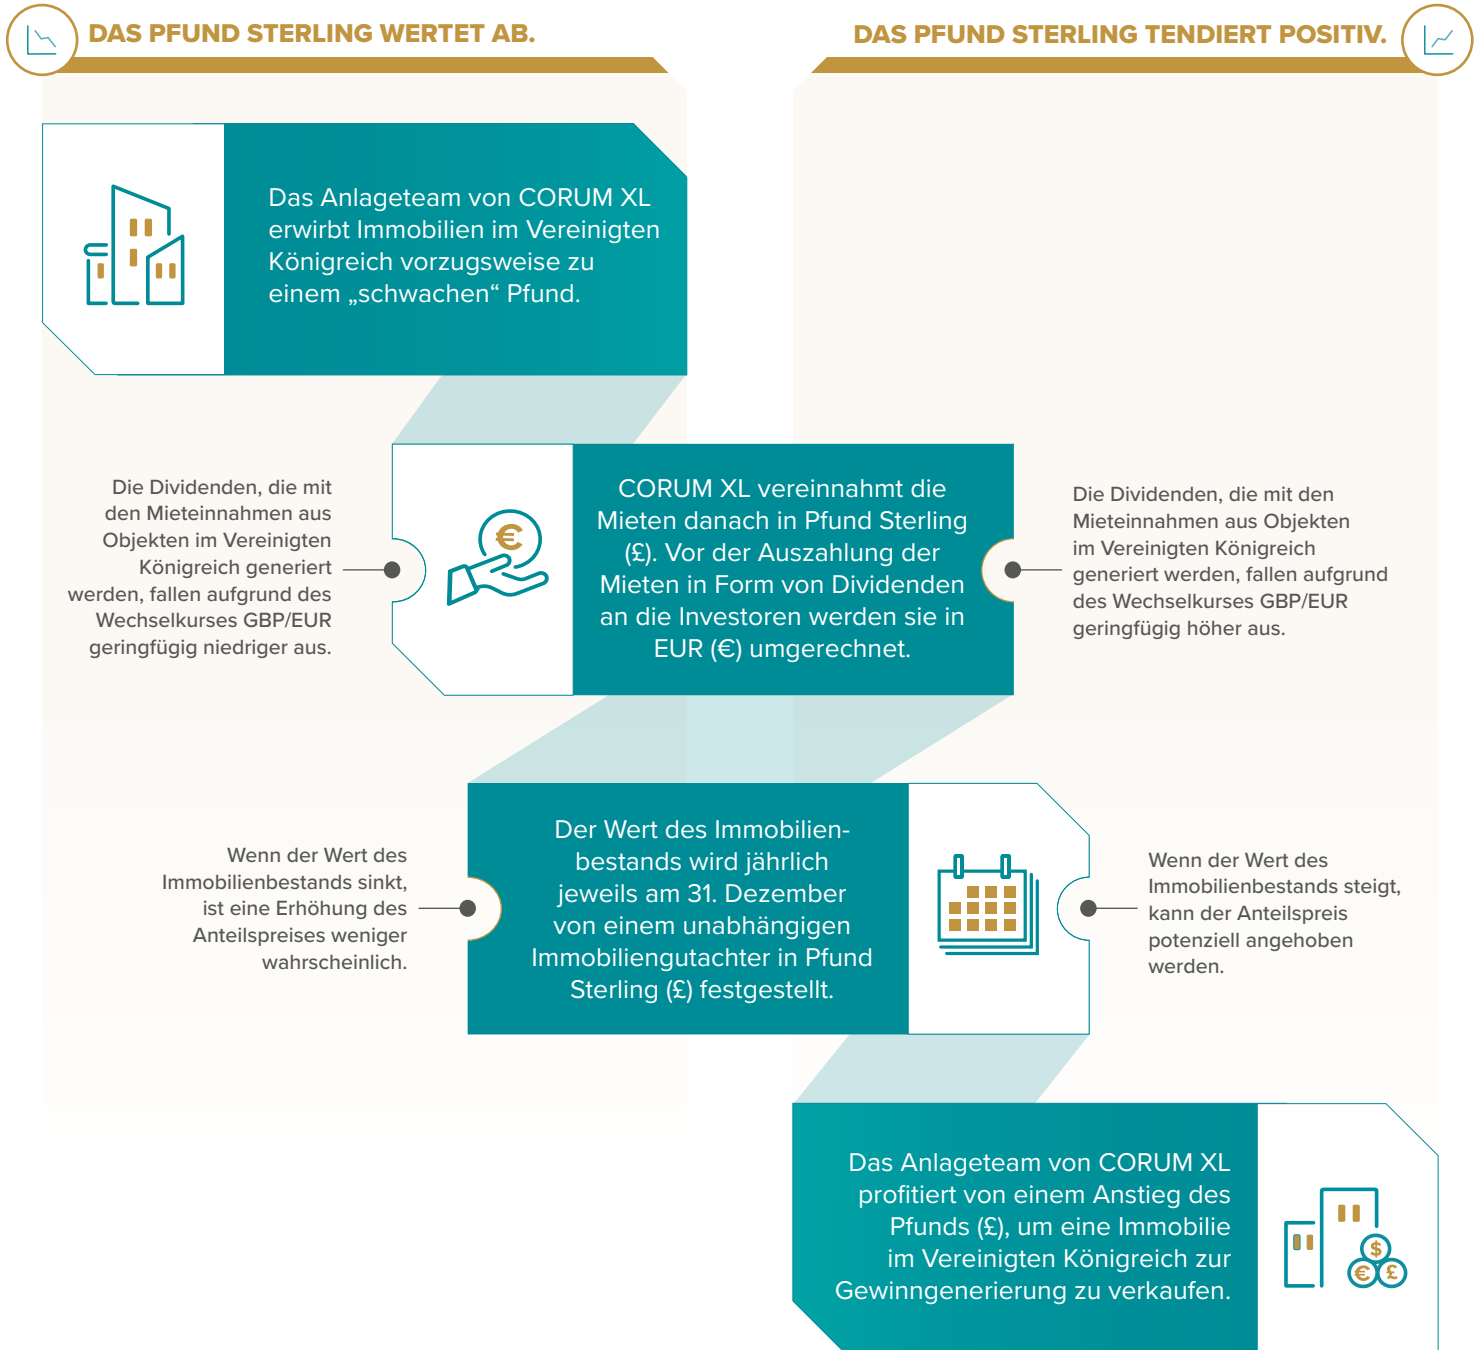 DAS PFUND STERLING WERTET AB.
DAS PFUND STERLING TENDIERT POSITIV.
Das Anlageteam von CORUM XL
erwirbt Immobilien im Vereinigten
Königreich vorzugsweise zu
einem „schwachen“ Pfund.
Die Dividenden, die mit
den Mieteinnahmen aus
Objekten im Vereinigten
Königreich generiert
werden, fallen aufgrund des
Wechselkurses GBP/EUR
geringfügig niedriger aus.
€
CORUM XL vereinnahmt die
Mieten danach in Pfund Sterling
(£). Vor der Auszahlung der
Mieten in Form von Dividenden
an die Investoren werden sie in
EUR (€) umgerechnet.
Die Dividenden, die mit den
Mieteinnahmen aus Objekten
im Vereinigten Königreich
generiert werden, fallen aufgrund
des Wechselkurses GBP/EUR
geringfügig höher aus.
Wenn der Wert des
Immobilienbestands sinkt,
ist eine Erhöhung des
Anteilspreises weniger
wahrscheinlich.
Der Wert des Immobilien-
bestands wird jährlich
jeweils am 31. Dezember
von einem unabhängigen
Immobiliengutachter in Pfund
Sterling (£) festgestellt.
Wenn der Wert des
Immobilienbestands steigt,
kann der Anteilspreis
potenziell angehoben
werden.
Das Anlageteam von CORUM XL
profitiert von einem Anstieg des
Pfunds (£), um eine Immobilie
im Vereinigten Königreich zur
Gewinngenerierung zu verkaufen.
$
€ £